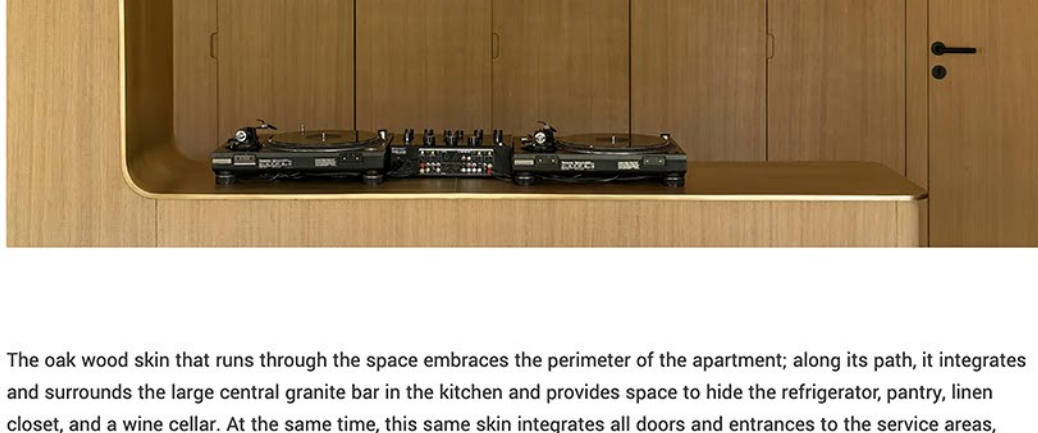 The oak wood skin that runs through the space embraces the perimeter of the apartment; along its path, it integrates
and surrounds the large central granite bar in the kitchen and provides space to hide the refrigerator, pantry, linen
closet, and a wine cellar. At the same time, this same skin integrates all doors and entrances to the service areas,